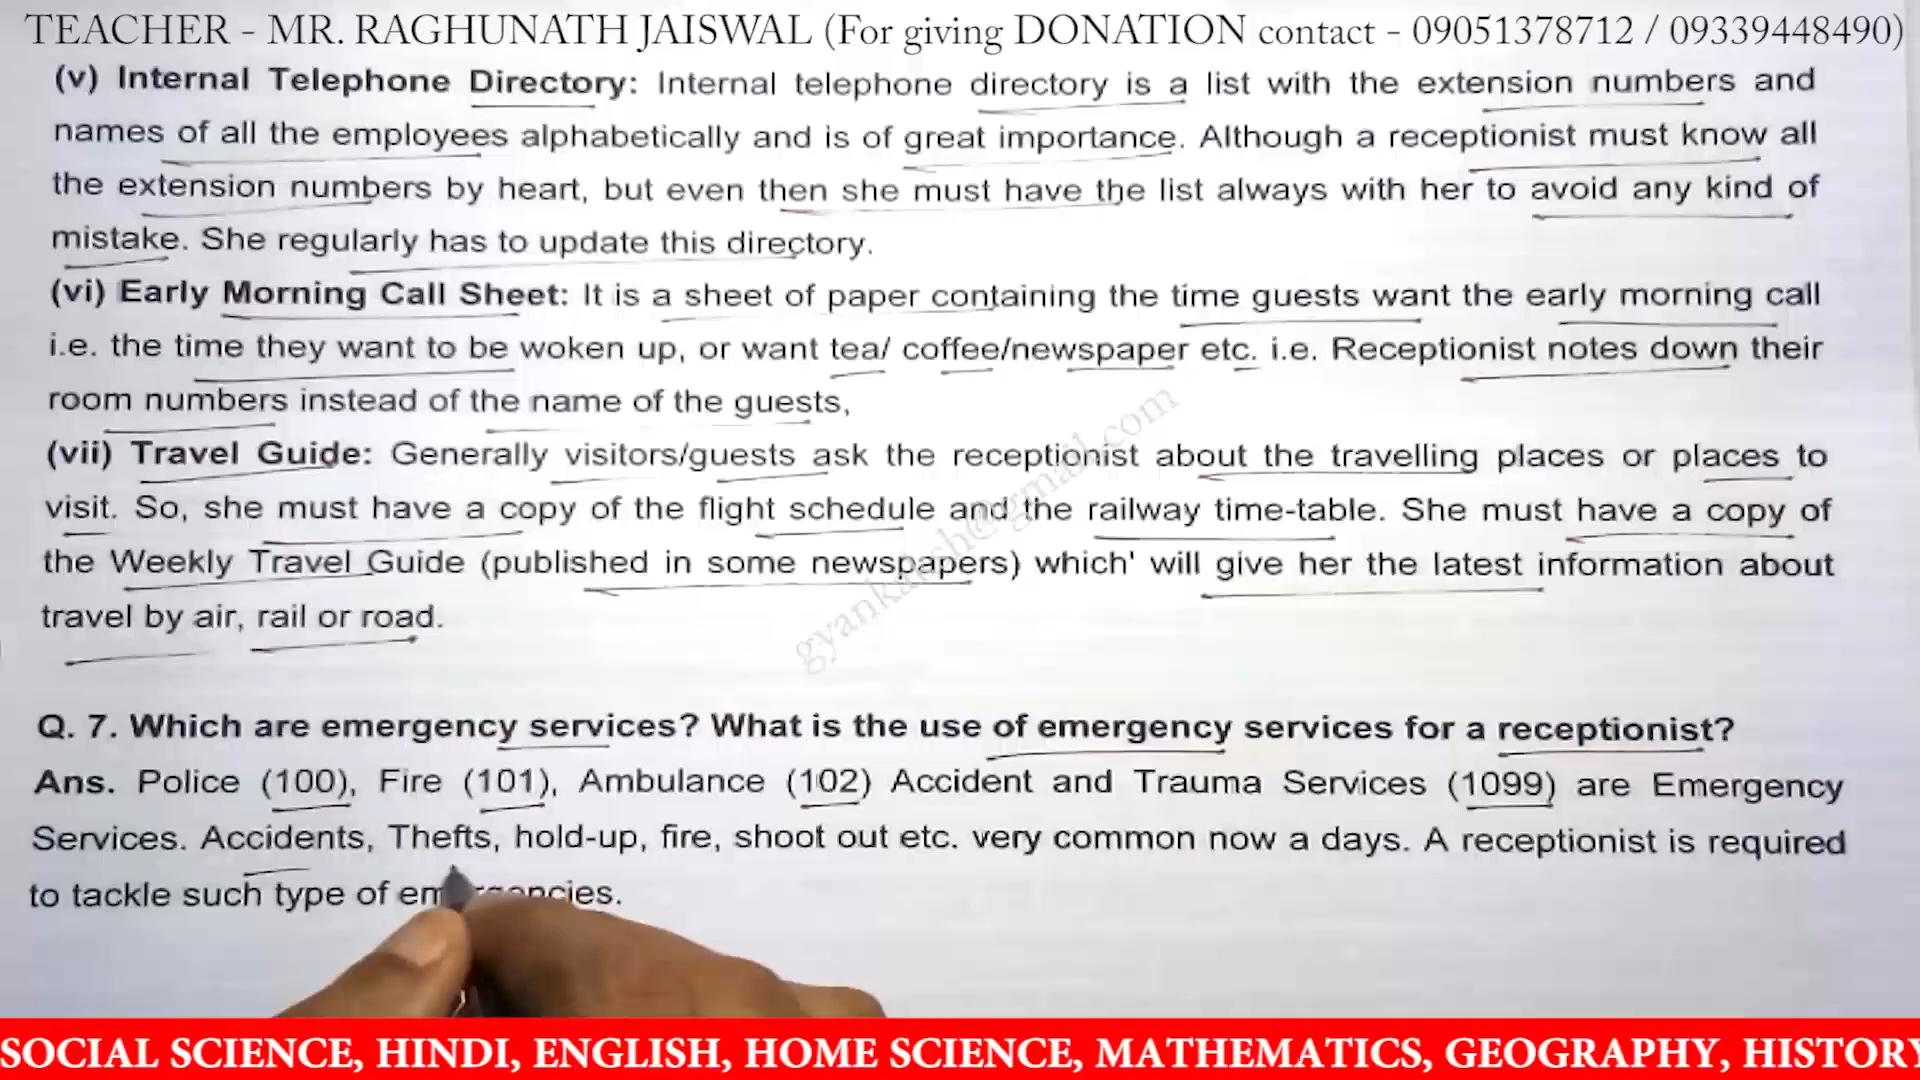 TEACHER - MR. RAGHUNATH JAISWAL (For giving DONATION contact - 09051378712 / 09339448490)
(v) Internal Telephone Directory: Internal telephone directory is a list with the extension numbers and
names of all the employees alphabetically and is of great importance. Although a receptionist must know all
the extension numbers by heart, but even then she must have the list always with her to avoid any kind of
mistake. She regularly has to update this directory.
(vi) Early Morning Call Sheet: It is a sheet of paper containing the time guests want the early morning call
i.e. the time they want to be woken up, or want tea/ coffee/newspaper etc. i.e. Receptionist notes down their
room numbers instead of the name of the guests,
(vii) Travel Guide: Generally visitors/guests ask the receptionist about the travelling places or places to
visit. So, she must have a copy of the flight schedule and the railway time-table. She must have a copy of
the Weekly Travel Guide (published in some newspapers) which' will give her the latest information about
travel by air, rail or road.
gyankaksh@gmail.com
Q. 7. Which are emergency services? What is the use of emergency services for a receptionist?
Ans. Police (100), Fire (101), Ambulance (102) Accident and Trauma Services (1099) are Emergency
Services. Accidents, Thefts, hold-up, fire, shoot out etc. very common now a days. A receptionist is required
to tackle such type of emergencies.
SOCIAL SCIENCE, HINDI, ENGLISH, HOME SCIENCE, MATHEMATICS, GEOGRAPHY, HISTORY